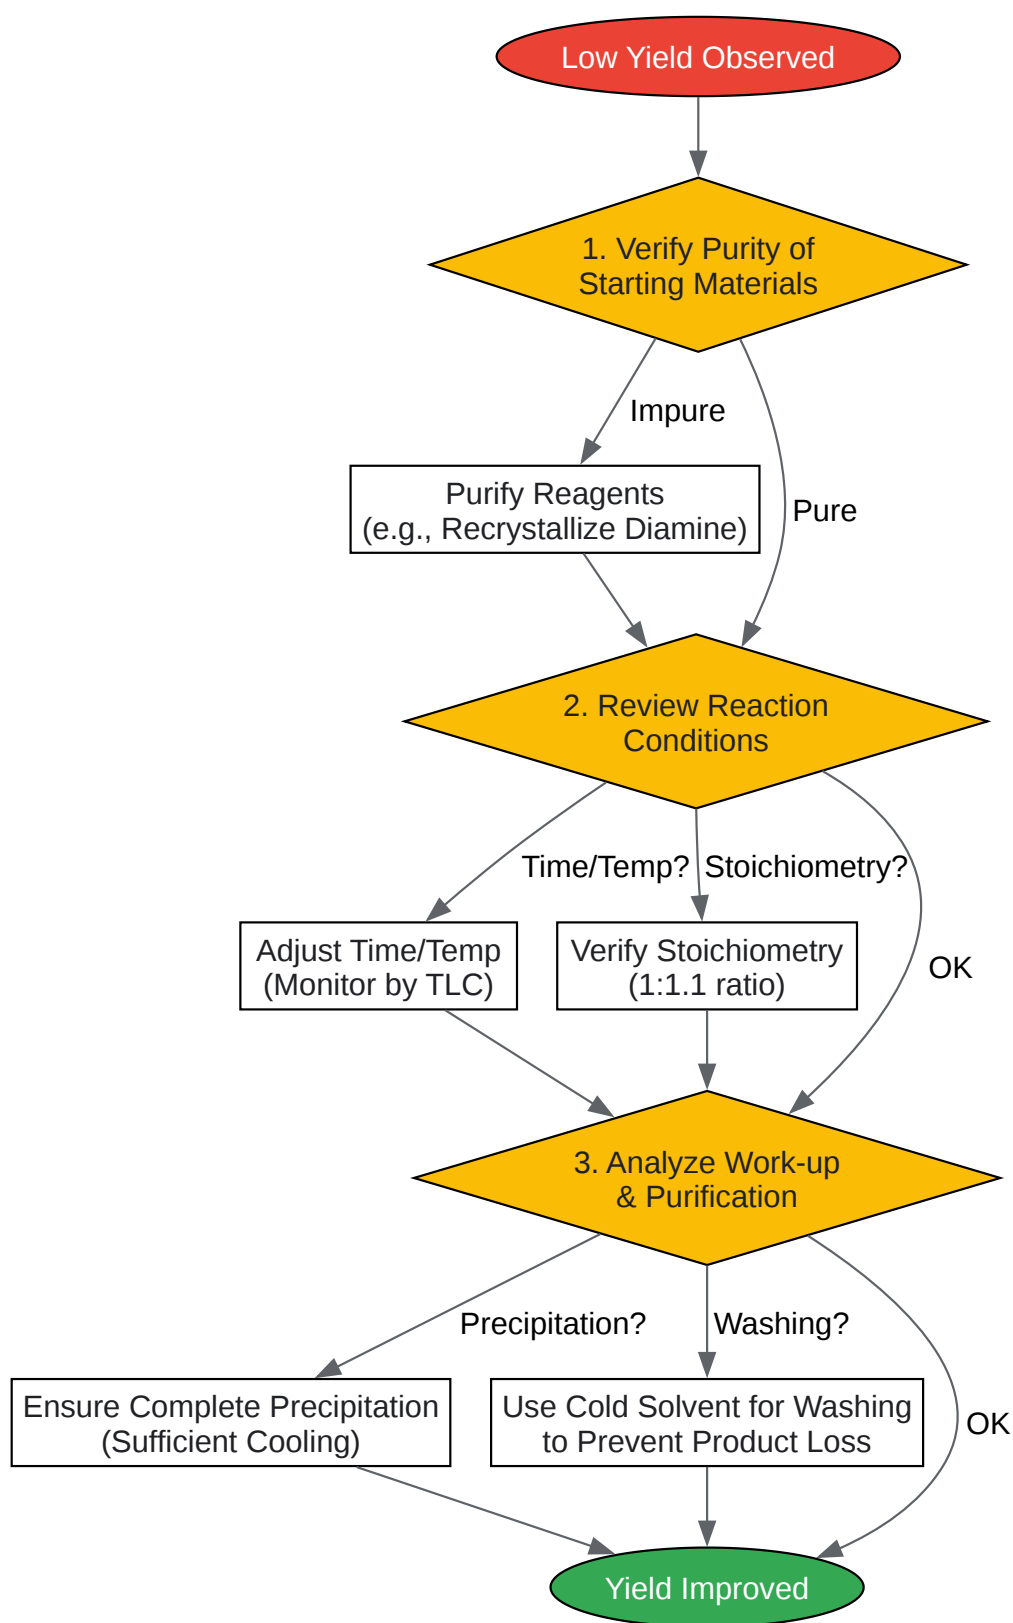 Low Yield Observed
1. Verify Purity of
Starting Materials
Impure
Purify Reagents
(e.g., Recrystallize Diamine)
Pure
2. Review Reaction
Conditions
Time/Temp?
Stoichiometry?
Adjust Time/Temp
(Monitor by TLC)
Verify Stoichiometry
(1:1.1 ratio)
OK
3. Analyze Work-up
& Purification
Precipitation?
Washing?
Ensure Complete Precipitation
(Sufficient Cooling)
Use Cold Solvent for Washing
to Prevent Product Loss
OK
Yield Improved